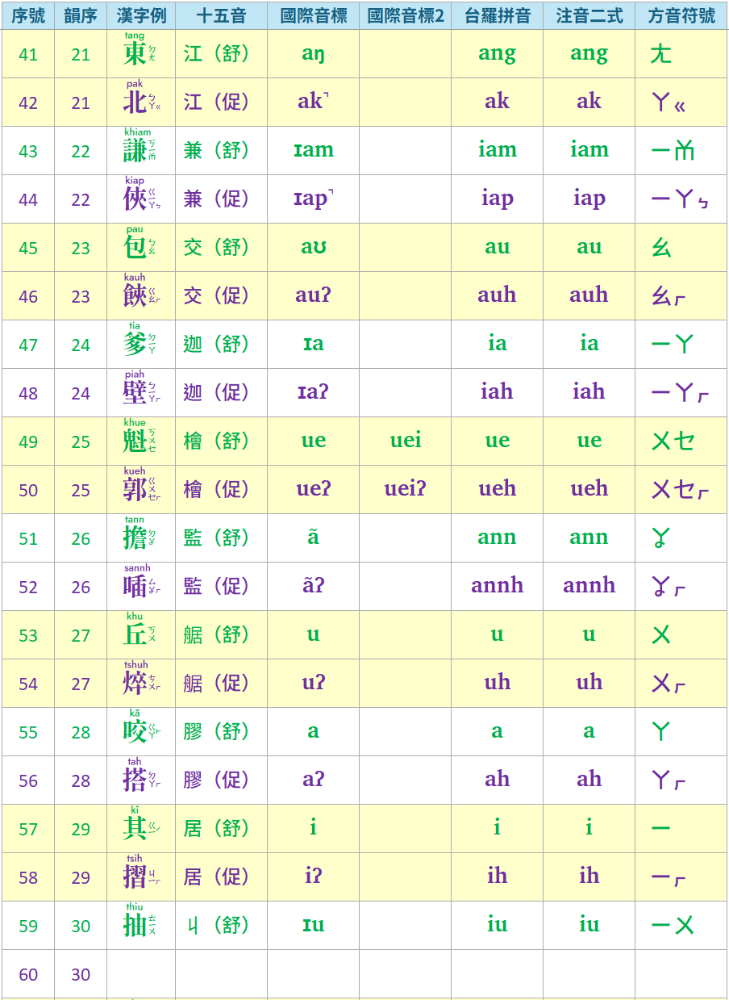 序號 韻序 漢字例 十五音 國際音標 國際音標2 台羅拼音 注音二式 方音符號
41 21 東 tang ㄉㄤ 江（舒） aŋ ang ang ㄤ
42 21 北 pak ㄅㄚㆻ 江（促） ak̚ ak ak ㄚㆻ
43 22 謙 khiam ㄎㄧㆰ 兼（舒） ɪam iam iam ㄧㆰ
44 22 俠 kiap ㄍㄧㄚㆴ 兼（促） ɪap̚ iap iap ㄧㄚㆴ
45 23 包 pau ㄅㄠ 交（舒） aʊ au au ㄠ
46 23 餄 kauh ㄍㄠㆷ 交（促） auʔ auh auh ㄠㆷ
47 24 爹 tia ㄉㄧㄚ 迦（舒） ɪa ia ia ㄧㄚ
48 24 壁 piah ㄅㄧㄚㆷ 迦（促） ɪaʔ iah iah ㄧㄚㆷ
49 25 魁 khue ㄎㄨㆤ 檜（舒） ue uei ue ue ㄨㆤ
50 25 郭 kueh ㄍㄨㆤㆷ 檜（促） ueʔ ueiʔ ueh ueh ㄨㆤㆷ
51 26 擔 tann ㄉㆩ 監（舒） ã ann ann ㆩ
52 26 喢 sannh ㄙㆩㆷ 監（促） ãʔ annh annh ㆩㆷ
53 27 丘 khu ㄎㄨ 艍（舒） u u u ㄨ
54 27 焠 tshuh ㄘㄨㆷ 艍（促） uʔ uh uh ㄨㆷ
55 28 咬 kā ㄍㄚ˫ 膠（舒） a a a ㄚ
56 28 搭 tah ㄉㄚㆷ 膠（促） aʔ ah ah ㄚㆷ
57 29 其 kî ㄍㄧˊ 居（舒） i i i ㄧ
58 29 摺 tsih ㄐㄧㆷ 居（促） iʔ ih ih ㄧㆷ
59 30 抽 thiu ㄊㄧㄨ 丩（舒） ɪu iu iu ㄧㄨ
60 30